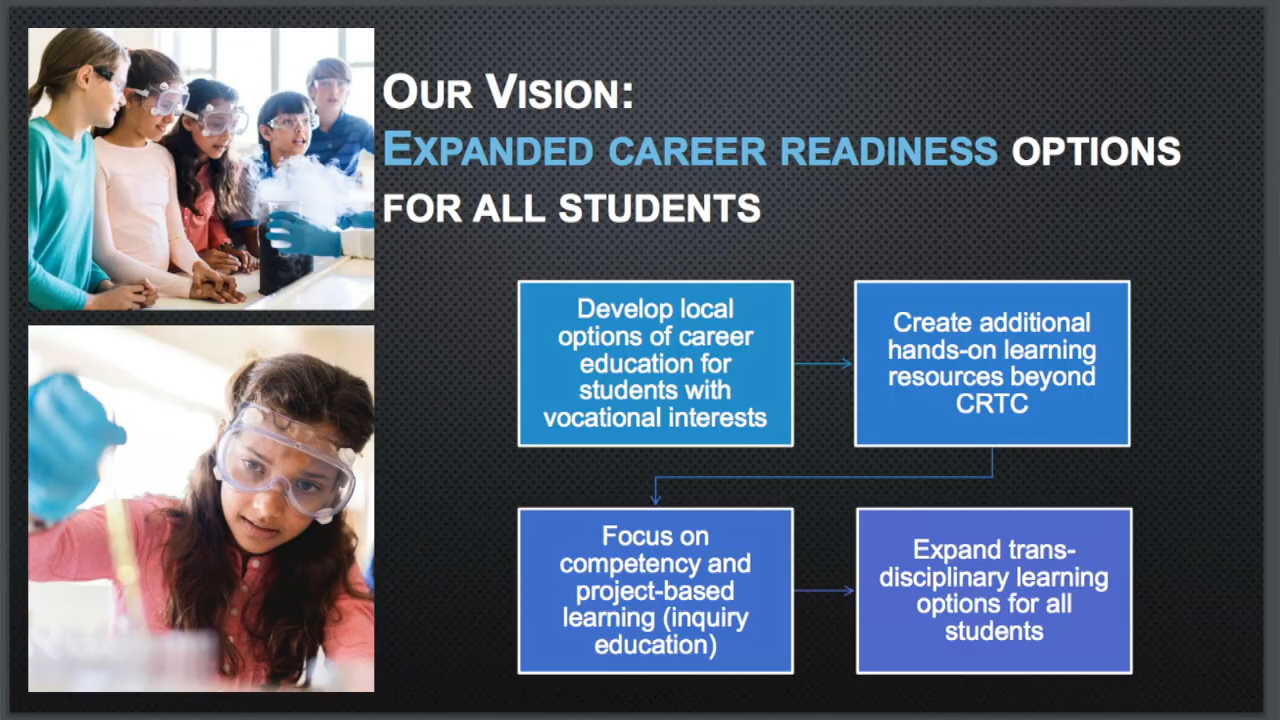 Our Vision:
Expanded career readiness options
for all students
Develop local
options of career
education for
students with
vocational interests
Create additional
hands-on learning
resources beyond
CRTC
Focus on
competency and
project-based
learning (inquiry
education)
Expand trans-
disciplinary learning
options for all
students